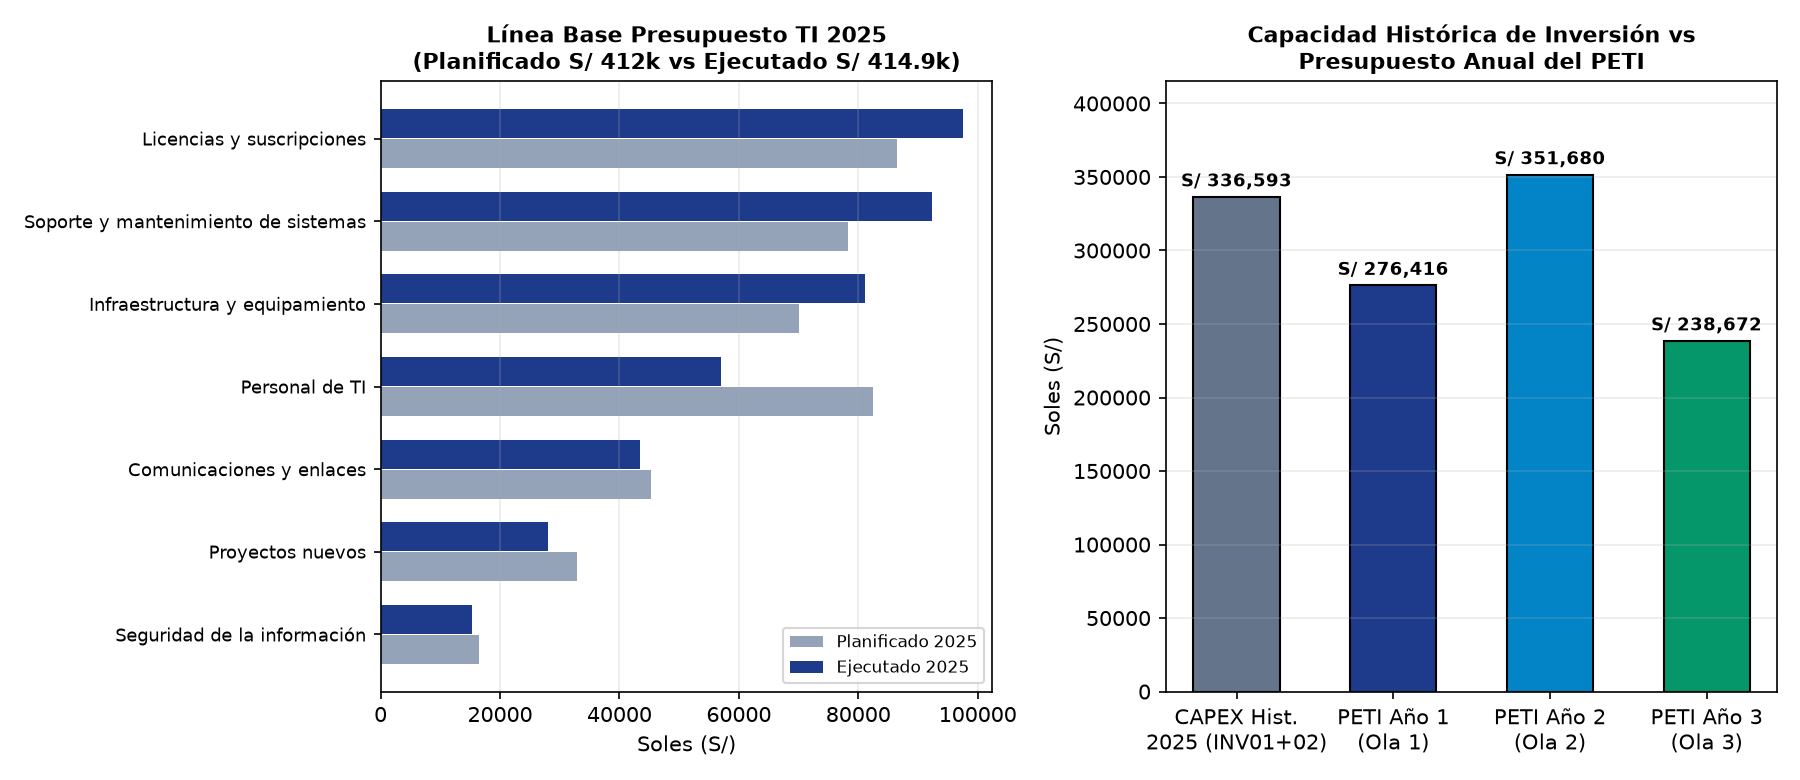 Línea Base Presupuesto TI 2025
(Planificado S/ 412k vs Ejecutado S/ 414.9k)
Licencias y suscripciones
Soporte y mantenimiento de sistemas
Infraestructura y equipamiento
Personal de TI
Comunicaciones y enlaces
Proyectos nuevos
Seguridad de la información
Planificado 2025
Ejecutado 2025
0 20000 40000 60000 80000 100000
Soles (S/)
Capacidad Histórica de Inversión vs
Presupuesto Anual del PETI
400000
350000
300000
250000
200000
150000
100000
50000
0
Soles (S/)
S/ 336,593
S/ 276,416
S/ 351,680
S/ 238,672
CAPEX Hist.
2025 (INV01+02)
PETI Año 1
(Ola 1)
PETI Año 2
(Ola 2)
PETI Año 3
(Ola 3)